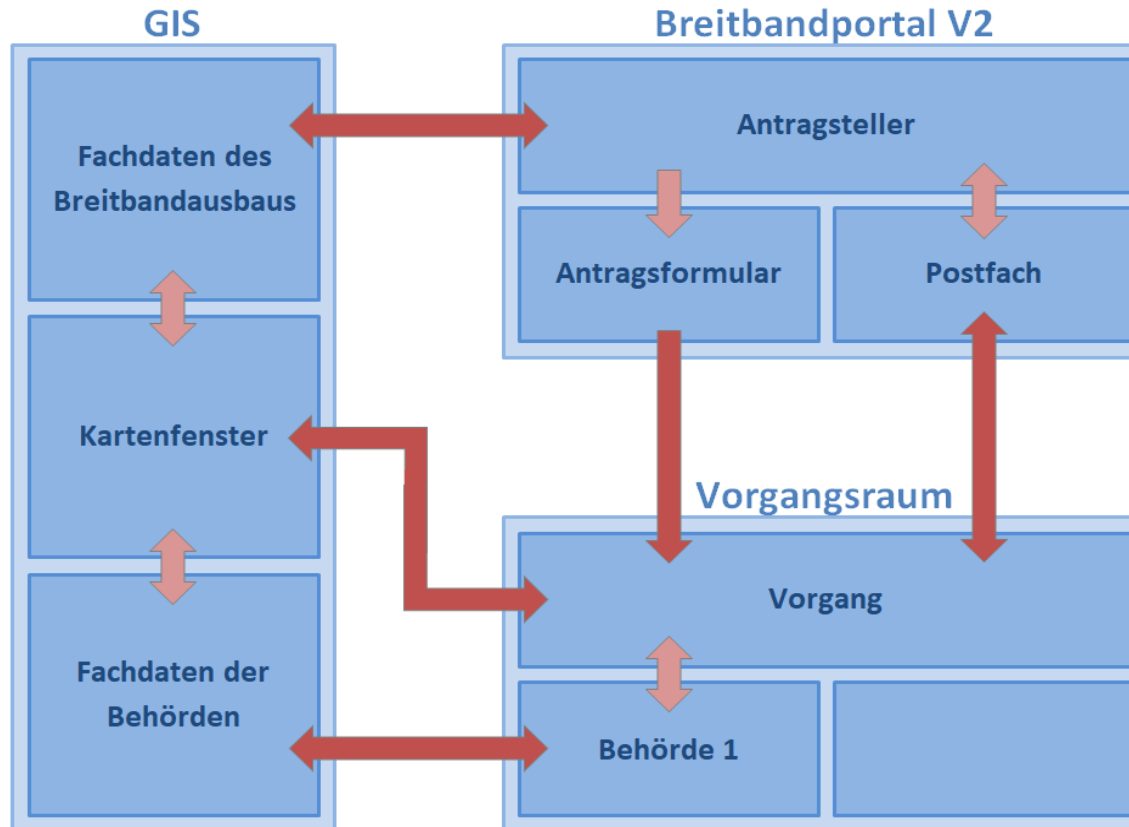 GIS
Fachdaten des
Breitbandausbaus
Kartenfenster
Fachdaten der
Behörden
Breitbandportal V2
Antragsteller
Antragsformular
Postfach
Vorgangsraum
Vorgang
Behörde 1